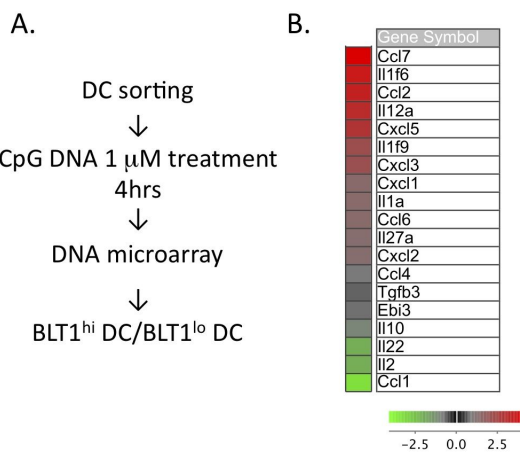 A.
DC sorting
CpG DNA 1 μM treatment
4hrs
DNA microarray
BLT1hi DC/BLT1lo DC
B.
Gene Symbol
Ccl7
Il1f6
Ccl2
Il12a
Cxcl5
Il1f9
Cxcl3
Cxcl1
Il1a
Ccl6
Il27a
Cxcl2
Ccl4
Tgfb3
Ebi3
Il10
Il22
Il2
Ccl1
−2.5 0.0 2.5